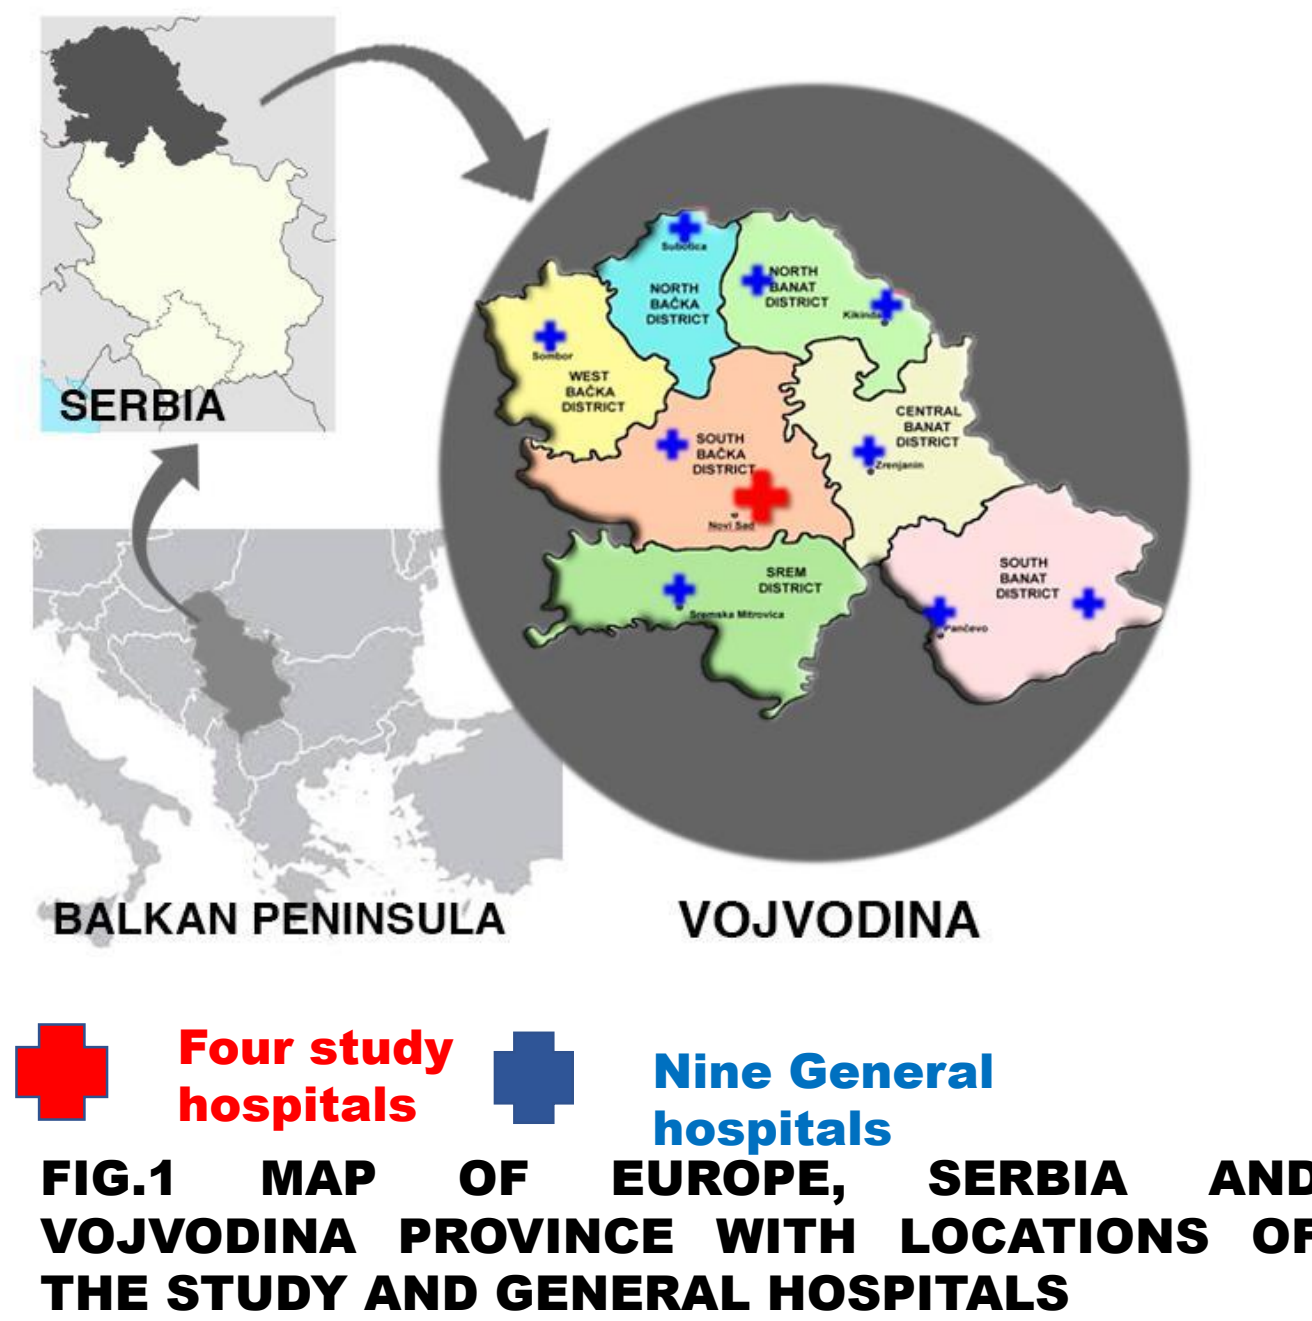 SERBIA
Subotica
NORTH
BAČKA
DISTRICT
NORTH
BANAT
DISTRICT
Kikinda
Sombor
WEST
BAČKA
DISTRICT
SOUTH
BAČKA
DISTRICT
Novi Sad
CENTRAL
BANAT
DISTRICT
Zrenjanin
SREM
DISTRICT
Sremska Mitrovica
SOUTH
BANAT
DISTRICT
Pančevo
BALKAN PENINSULA
VOJVODINA
Four study
hospitals
Nine General
hospitals
FIG.1 MAP OF EUROPE, SERBIA AND
VOJVODINA PROVINCE WITH LOCATIONS OF
THE STUDY AND GENERAL HOSPITALS